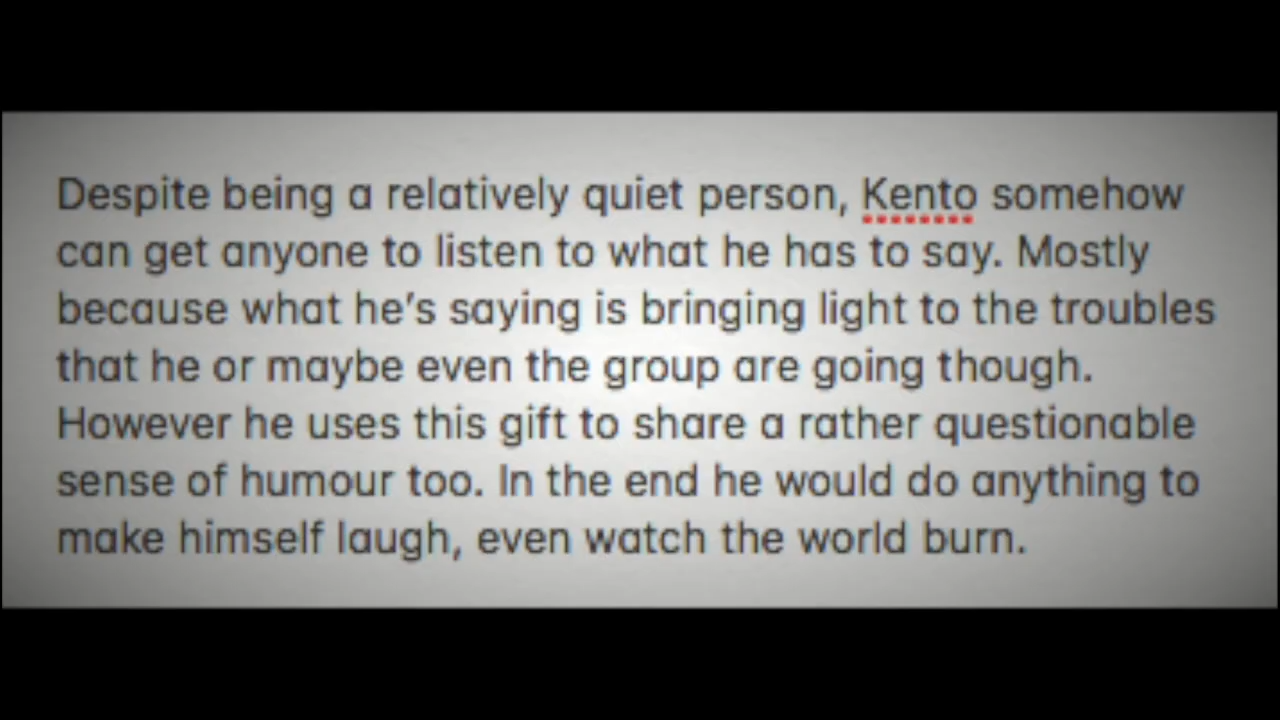 Despite being a relatively quiet person, Kento somehow
can get anyone to listen to what he has to say. Mostly
because what he's saying is bringing light to the troubles
that he or maybe even the group are going though.
However he uses this gift to share a rather questionable
sense of humour too. In the end he would do anything to
make himself laugh, even watch the world burn.